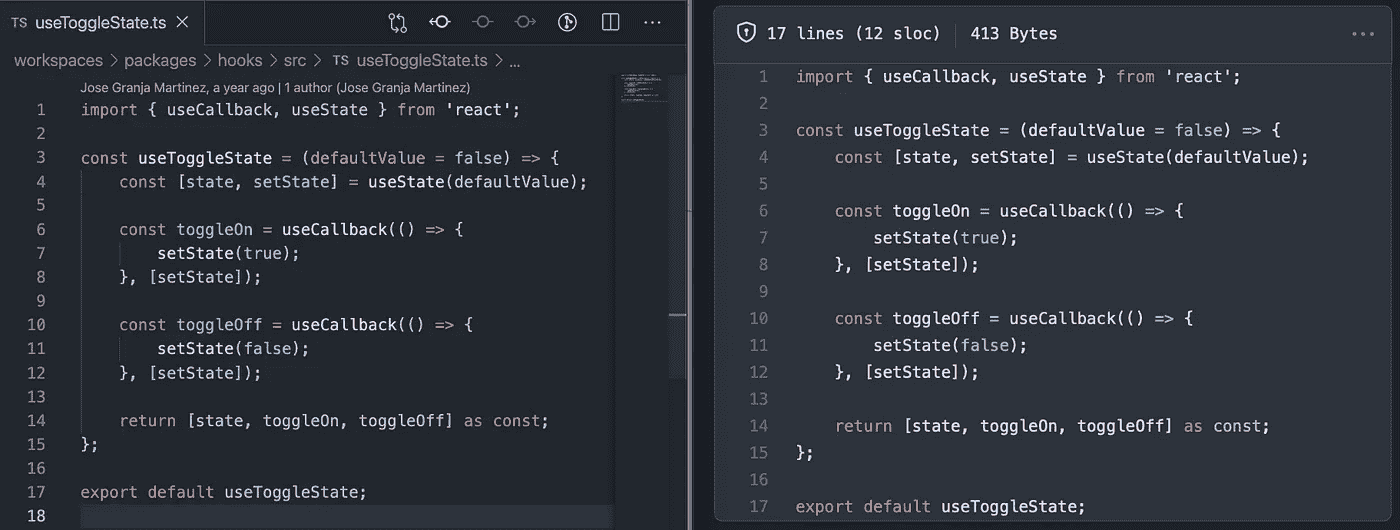 TS useToggleState.ts
workspaces > packages > hooks > src > TS useToggleState.ts > ...
Jose Granja Martinez, a year ago | 1 author (Jose Granja Martinez)
1 import { useCallback, useState } from 'react';
2
3 const useToggleState = (defaultValue = false) => {
4     const [state, setState] = useState(defaultValue);
5
6     const toggleOn = useCallback(() => {
7         setState(true);
8     }, [setState]);
9
10     const toggleOff = useCallback(() => {
11         setState(false);
12     }, [setState]);
13
14     return [state, toggleOn, toggleOff] as const;
15 };
16
17 export default useToggleState;
18
17 lines (12 sloc) | 413 Bytes
1 import { useCallback, useState } from 'react';
2
3 const useToggleState = (defaultValue = false) => {
4     const [state, setState] = useState(defaultValue);
5
6     const toggleOn = useCallback(() => {
7         setState(true);
8     }, [setState]);
9
10     const toggleOff = useCallback(() => {
11         setState(false);
12     }, [setState]);
13
14     return [state, toggleOn, toggleOff] as const;
15 };
16
17 export default useToggleState;